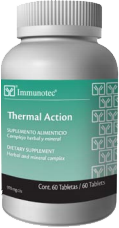 Immunotec®
Thermal Action
SUPLEMENTO ALIMENTICIO
Complejo herbal y mineral
DIETARY SUPPLEMENT
Herbal and mineral complex
Cont. 60 Tabletas / 60 Tablets